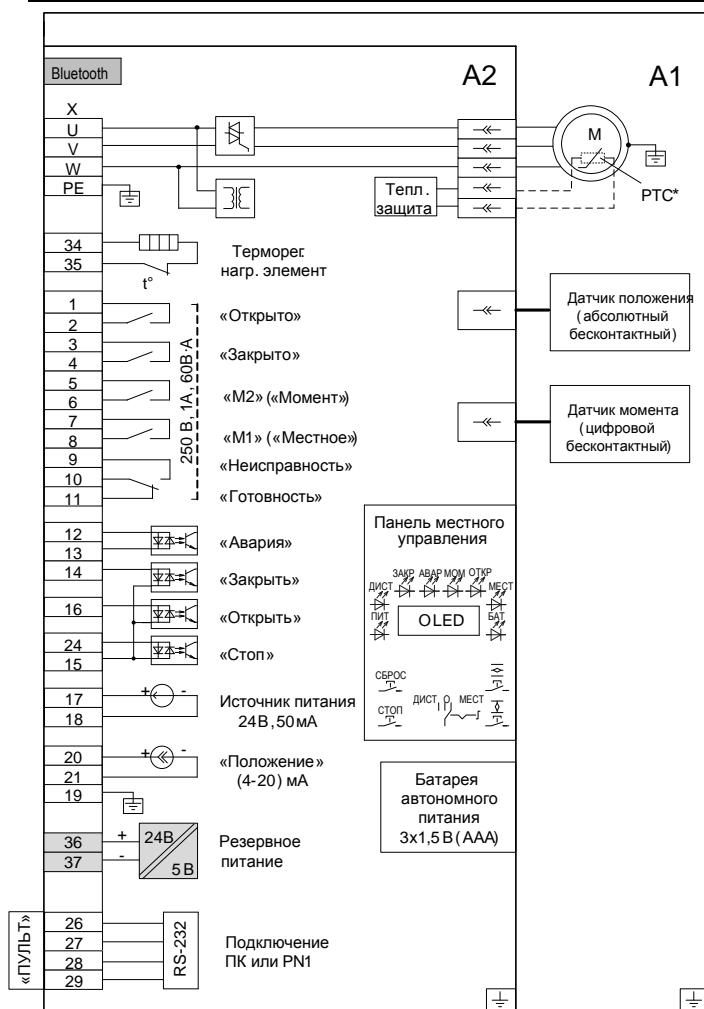 Bluetooth
A2
A1
X
U
V
W
PE
M
Тепл.
защита
PTC*
34
35
t°
Терморег.
нагр. элемент
1
2
«Открыто»
3
4
«Закрыто»
5
6
«М2» («Момент»)
7
8
«М1» («Местное»)
9
«Неисправность»
10
11
«Готовность»
250 В, 1А, 60В·А
Датчик положения
(абсолютный
бесконтактный)
Датчик момента
(цифровой
бесконтактный)
12
13
«Авария»
14
«Закрыть»
16
«Открыть»
24
15
«Стоп»
17
18
+ -
Источник питания
24В, 50мА
20
21
+ -
«Положение»
(4-20) мА
19
36
37
+
-
24В
5В
Резервное
питание
«ПУЛЬТ»
26
27
28
29
RS-232
Подключение
ПК или PN1
Панель местного
управления
ДИСТ ЗАКР АВАР МОМ ОТКР МЕСТ
ПИТ OLED БАТ
СБРОС
СТОП
ДИСТ О МЕСТ
Батарея
автономного
питания
3х1,5В(ААА)